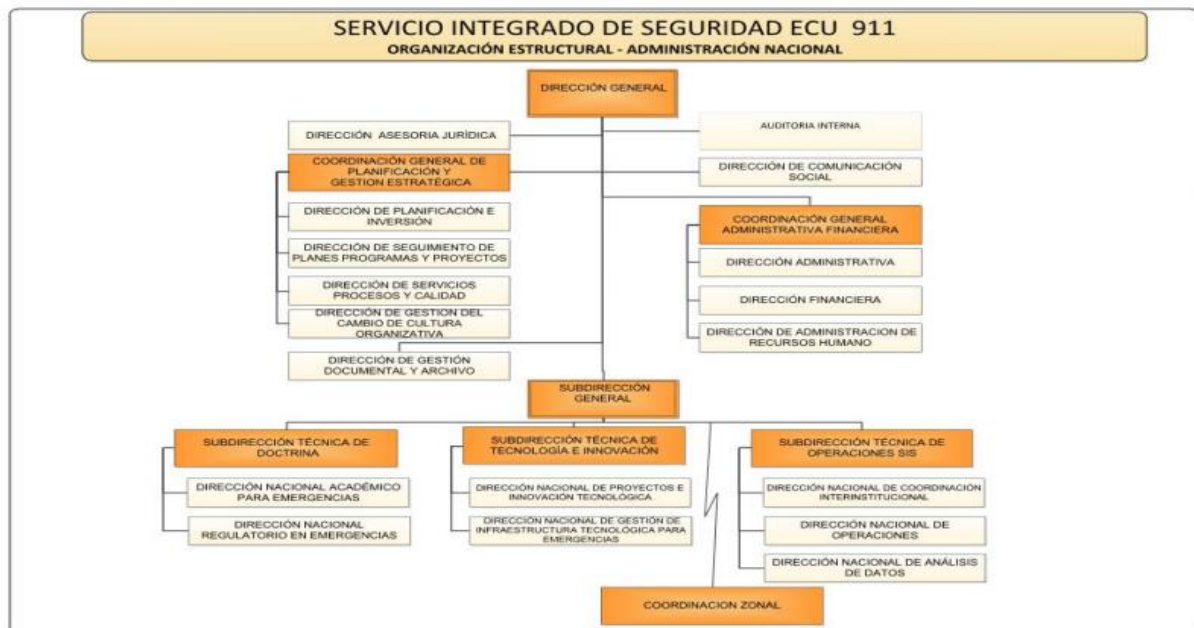 SERVICIO INTEGRADO DE SEGURIDAD ECU 911
ORGANIZACIÓN ESTRUCTURAL - ADMINISTRACIÓN NACIONAL
DIRECCIÓN GENERAL
DIRECCIÓN ASESORIA JURÍDICA
AUDITORIA INTERNA
COORDINACIÓN GENERAL DE
PLANIFICACIÓN Y
GESTION ESTRATÉGICA
DIRECCIÓN DE COMUNICACIÓN
SOCIAL
DIRECCIÓN DE PLANIFICACIÓN E
INVERSIÓN
DIRECCIÓN DE SEGUIMIENTO DE
PLANES PROGRAMAS Y PROYECTOS
DIRECCIÓN DE SERVICIOS
PROCESOS Y CALIDAD
DIRECCIÓN DE GESTION DEL
CAMBIO DE CULTURA
ORGANIZATIVA
DIRECCIÓN DE GESTIÓN
DOCUMENTAL Y ARCHIVO
COORDINACIÓN GENERAL
ADMINISTRATIVA FINANCIERA
DIRECCIÓN ADMINISTRATIVA
DIRECCIÓN FINANCIERA
DIRECCIÓN DE ADMINISTRACION DE
RECURSOS HUMANO
SUBDIRECCIÓN
GENERAL
SUBDIRECCIÓN TÉCNICA DE
DOCTRINA
DIRECCIÓN NACIONAL ACADÉMICO
PARA EMERGENCIAS
DIRECCIÓN NACIONAL
REGULATORIO EN EMERGENCIAS
SUBDIRECCIÓN TÉCNICA DE
TECNOLOGÍA E INNOVACIÓN
DIRECCIÓN NACIONAL DE PROYECTOS E
INNOVACIÓN TECNOLÓGICA
DIRECCIÓN NACIONAL DE GESTIÓN DE
INFRAESTRUCTURA TECNOLÓGICA PARA
EMERGENCIAS
SUBDIRECCIÓN TÉCNICA DE
OPERACIONES SIS
DIRECCIÓN NACIONAL DE COORDINACIÓN
INTERINSTITUCIONAL
DIRECCIÓN NACIONAL DE
OPERACIONES
DIRECCIÓN NACIONAL DE ANÁLISIS
DE DATOS
COORDINACION ZONAL